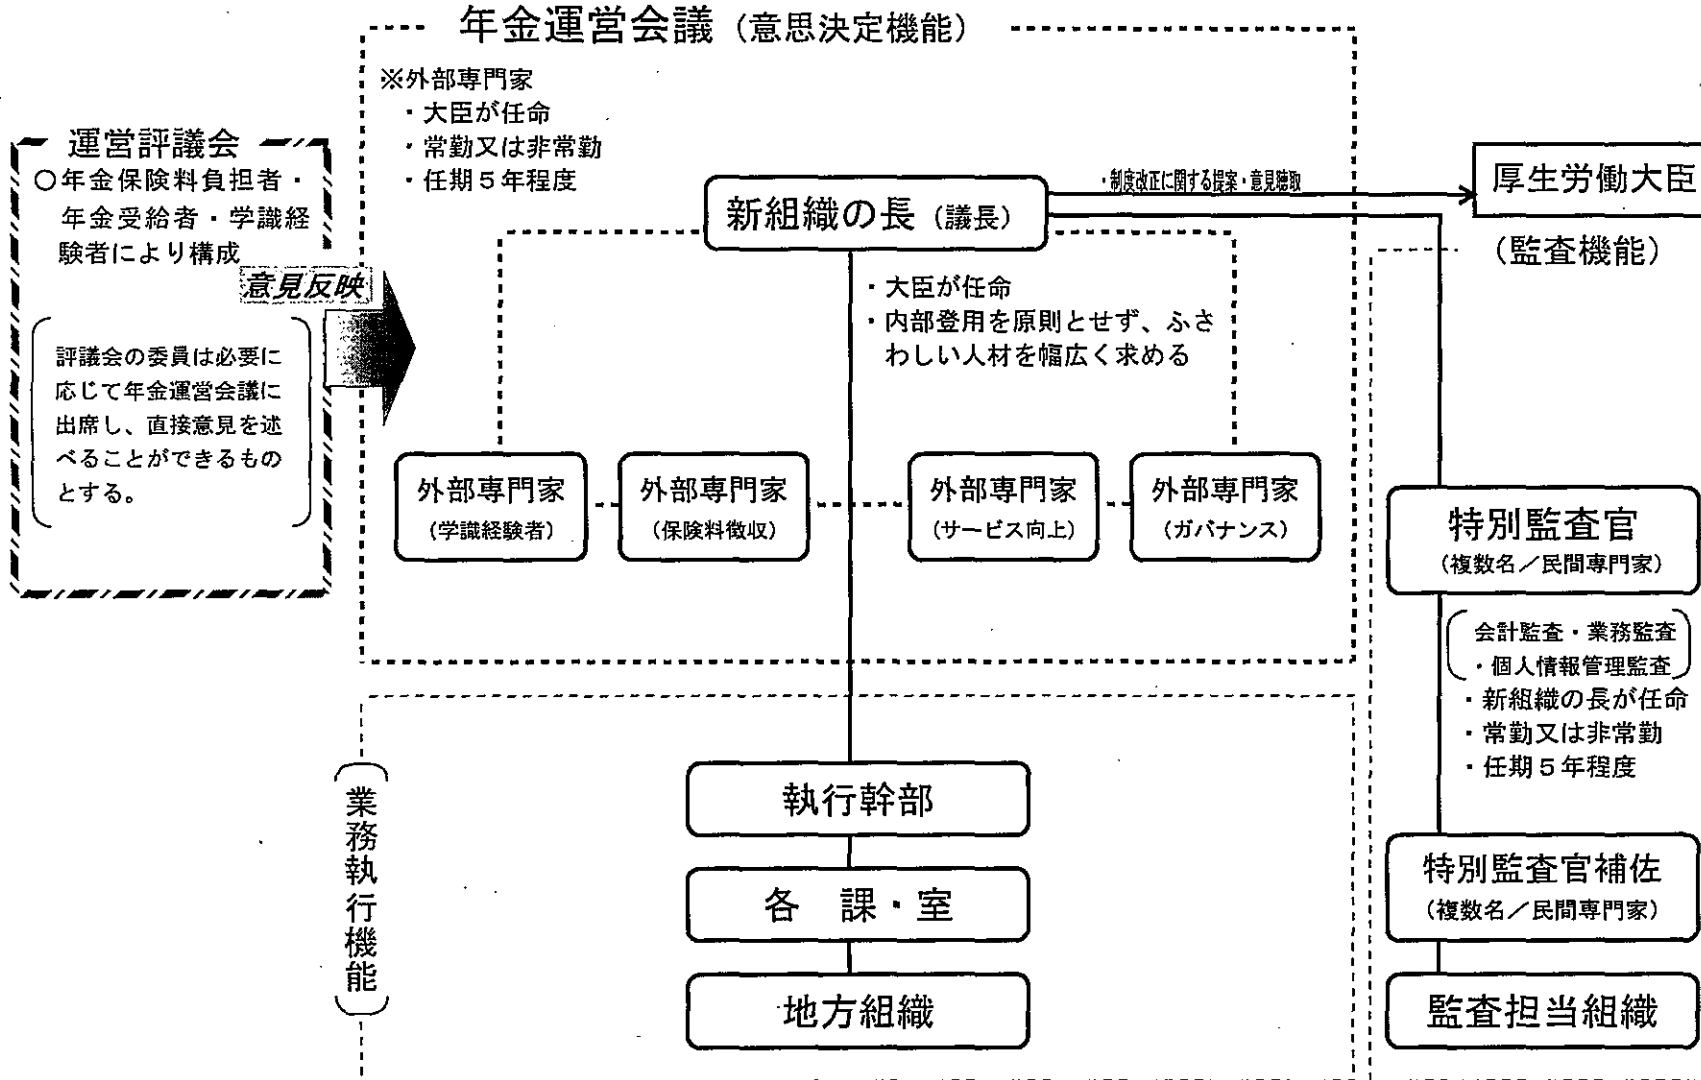 年金運営会議（意思決定機能）
※外部専門家
・大臣が任命
・常勤又は非常勤
・任期５年程度
運営評議会
○年金保険料負担者・
年金受給者・学識経
験者により構成
意見反映
評議会の委員は必要に
応じて年金運営会議に
出席し、直接意見を述
べることができるもの
とする。
新組織の長（議長）
・制度改正に関する提案・意見聴取
厚生労働大臣
（監査機能）
・大臣が任命
・内部登用を原則とせず、ふさ
わしい人材を幅広く求める
外部専門家
（学識経験者）
外部専門家
（保険料徴収）
外部専門家
（サービス向上）
外部専門家
（ガバナンス）
特別監査官
（複数名／民間専門家）
会計監査・業務監査
・個人情報管理監査
・新組織の長が任命
・常勤又は非常勤
・任期５年程度
業務執行機能
執行幹部
各　課・室
地方組織
特別監査官補佐
（複数名／民間専門家）
監査担当組織